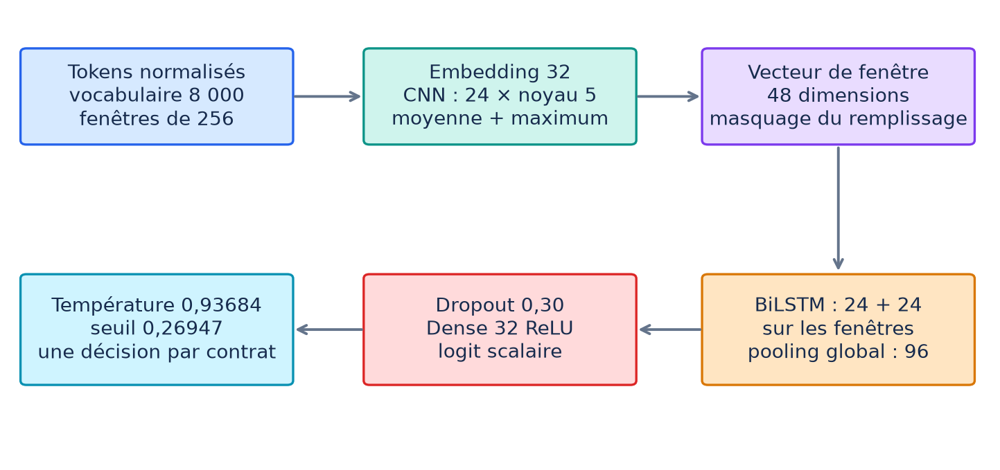 Tokens normalisés
vocabulaire 8 000
fenêtres de 256
Embedding 32
CNN : 24 × noyau 5
moyenne + maximum
Vecteur de fenêtre
48 dimensions
masquage du remplissage
BiLSTM : 24 + 24
sur les fenêtres
pooling global : 96
Dropout 0,30
Dense 32 ReLU
logit scalaire
Température 0,93684
seuil 0,26947
une décision par contrat